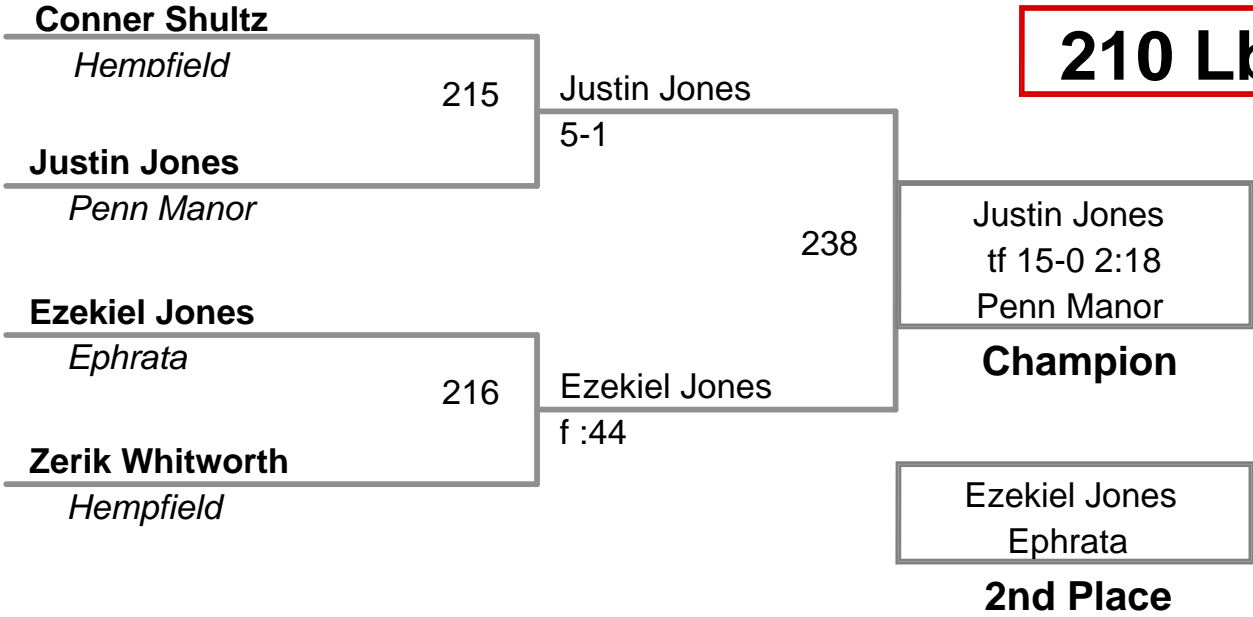 Conner Shultz
Hempfield
210 Lb
215
Justin Jones
5-1
Justin Jones
Penn Manor
238
Justin Jones
tf 15-0 2:18
Penn Manor
Champion
Ezekiel Jones
Ephrata
216
Ezekiel Jones
f :44
Zerik Whitworth
Hempfield
Ezekiel Jones
Ephrata
2nd Place